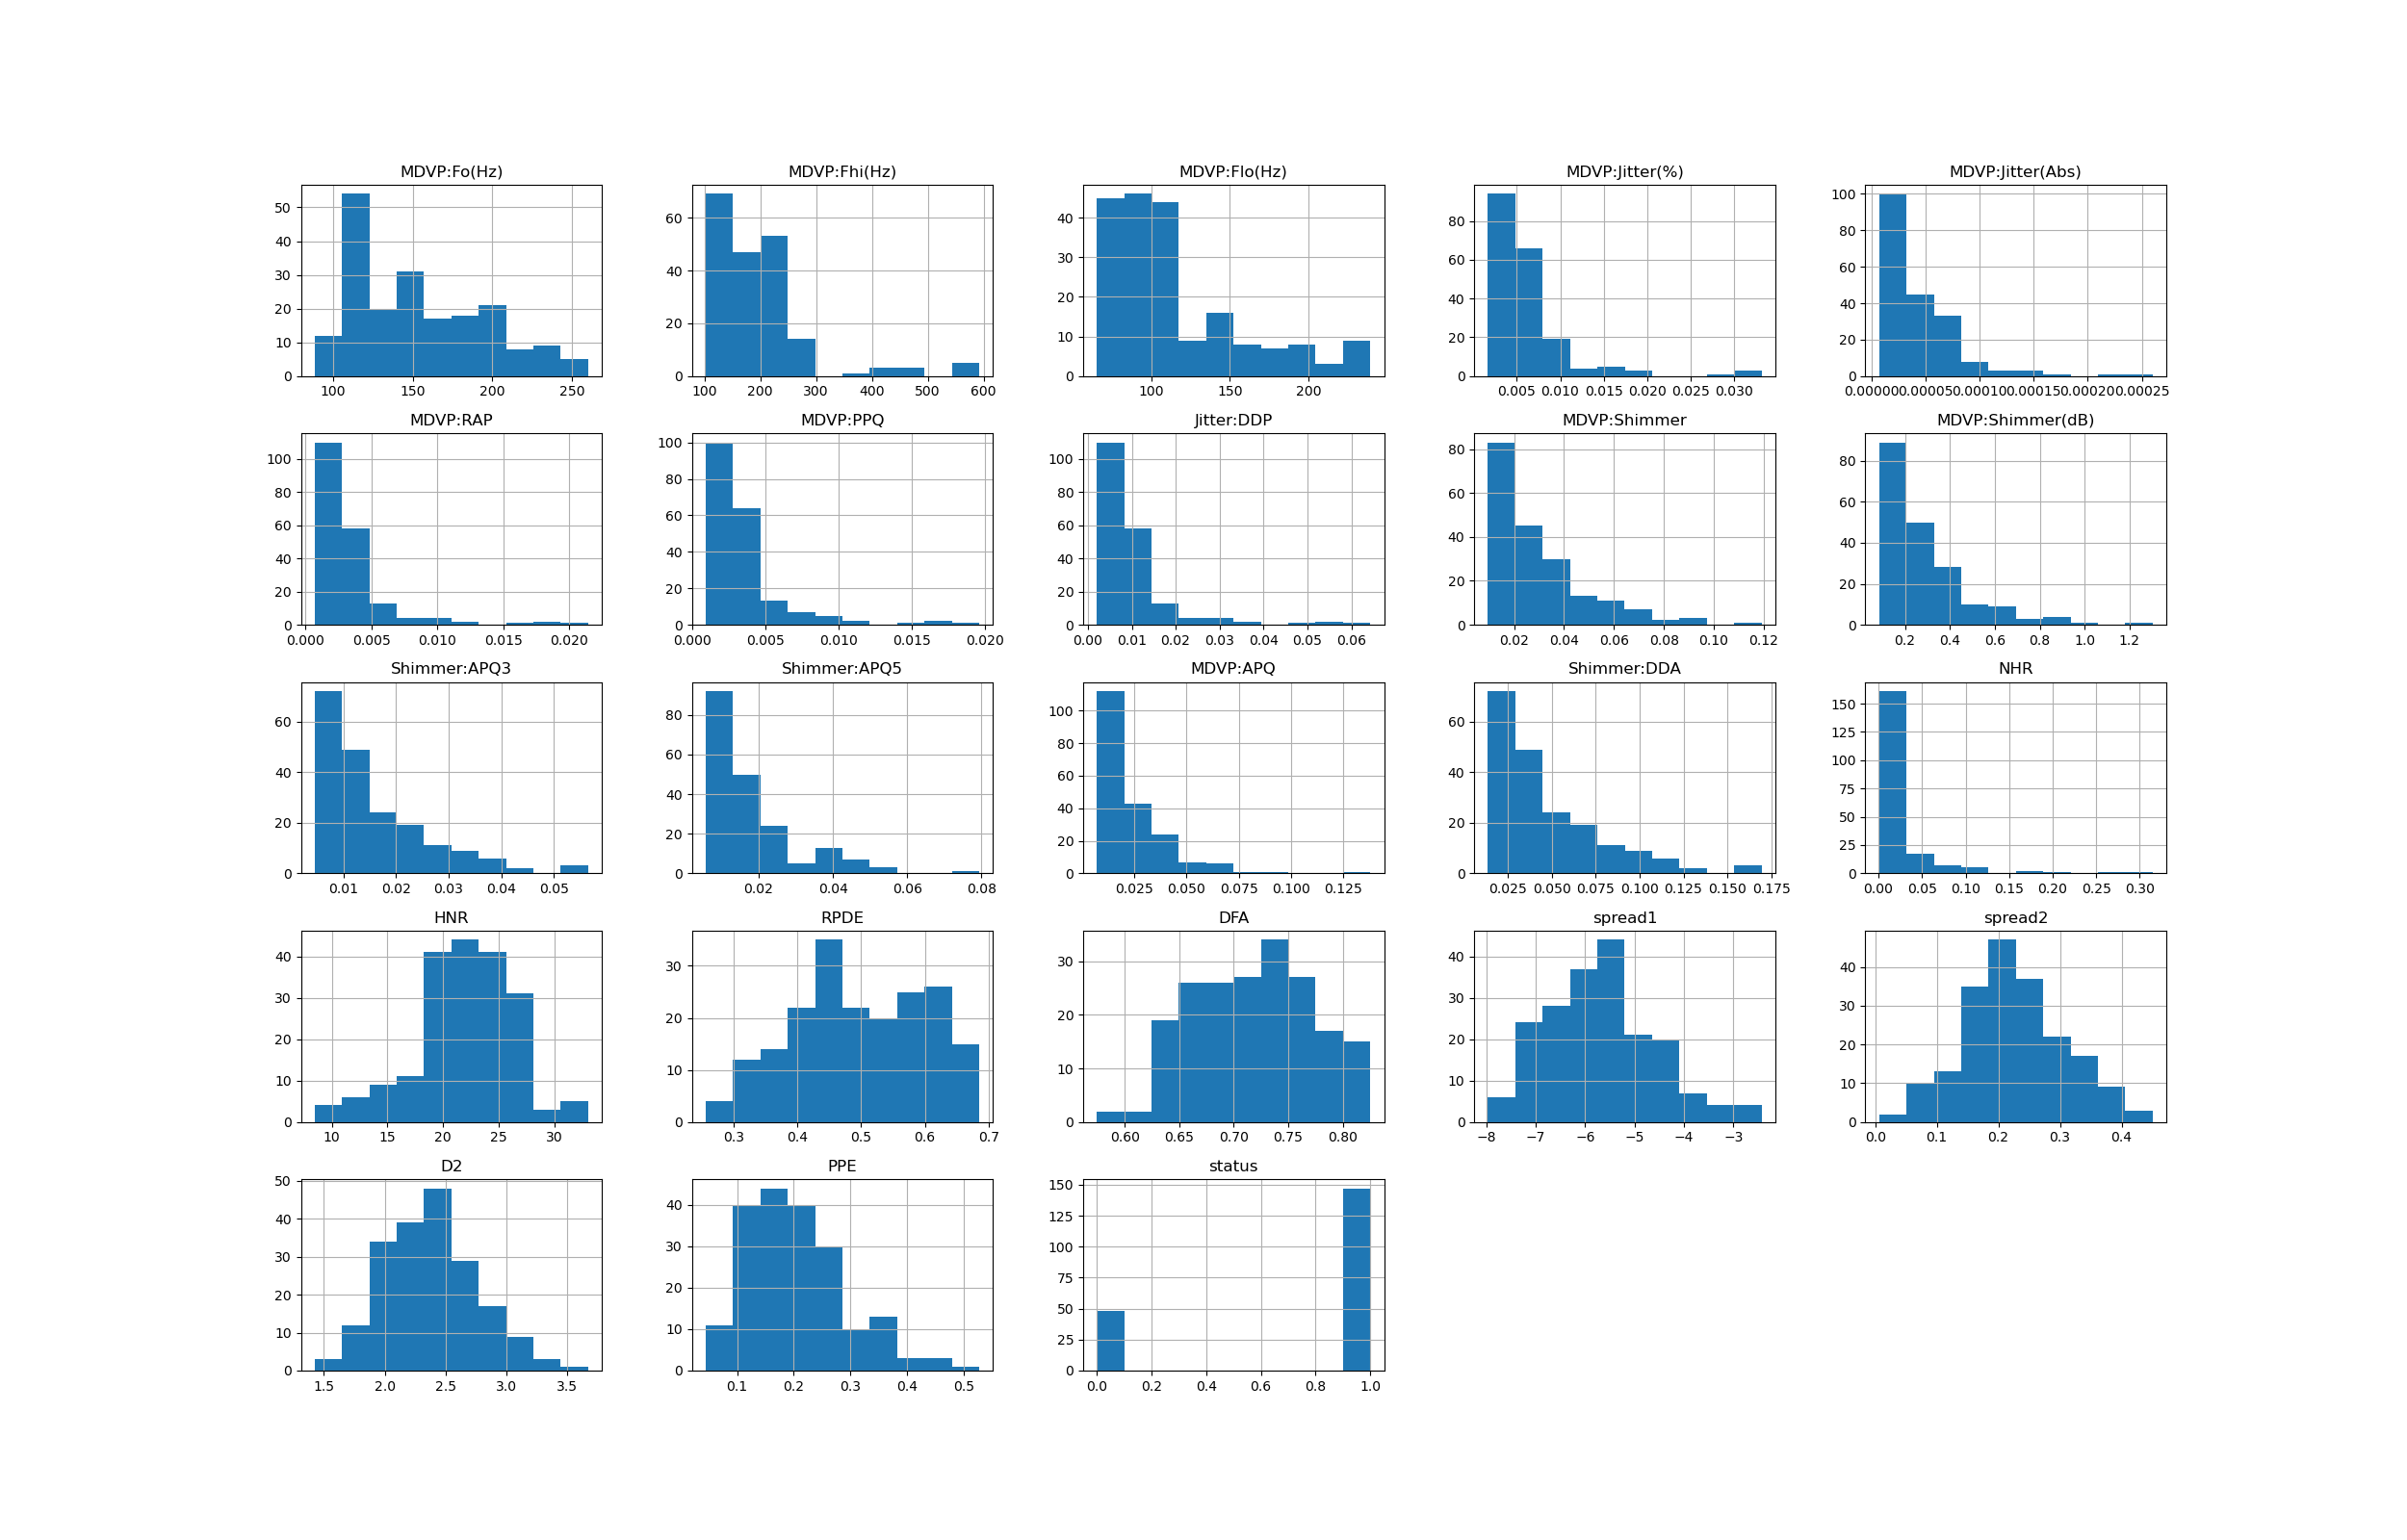 MDVP:Fo(Hz)
50
40
30
20
10
0
100 150 200 250
MDVP:Fhi(Hz)
60
40
20
0
100 200 300 400 500 600
MDVP:Flo(Hz)
40
30
20
10
0
100 150 200
MDVP:Jitter(%)
80
60
40
20
0
0.005 0.010 0.015 0.020 0.025 0.030
MDVP:Jitter(Abs)
100
80
60
40
20
0
0.00000 0.00005 0.00010 0.00015 0.00020 0.00025
MDVP:RAP
100
80
60
40
20
0
0.000 0.005 0.010 0.015 0.020
MDVP:PPQ
100
80
60
40
20
0
0.000 0.005 0.010 0.015 0.020
Jitter:DDP
100
80
60
40
20
0
0.00 0.01 0.02 0.03 0.04 0.05 0.06
MDVP:Shimmer
80
60
40
20
0
0.02 0.04 0.06 0.08 0.10 0.12
MDVP:Shimmer(dB)
80
60
40
20
0
0.2 0.4 0.6 0.8 1.0 1.2
Shimmer:APQ3
60
40
20
0
0.01 0.02 0.03 0.04 0.05
Shimmer:APQ5
80
60
40
20
0
0.02 0.04 0.06 0.08
MDVP:APQ
100
80
60
40
20
0
0.025 0.050 0.075 0.100 0.125
Shimmer:DDA
60
40
20
0
0.025 0.050 0.075 0.100 0.125 0.150 0.175
NHR
150
125
100
75
50
25
0
0.00 0.05 0.10 0.15 0.20 0.25 0.30
HNR
40
30
20
10
0
10 15 20 25 30
RPDE
30
20
10
0
0.3 0.4 0.5 0.6 0.7
DFA
30
20
10
0
0.60 0.65 0.70 0.75 0.80
spread1
40
30
20
10
0
−8 −7 −6 −5 −4 −3
spread2
40
30
20
10
0
0.0 0.1 0.2 0.3 0.4
D2
50
40
30
20
10
0
1.5 2.0 2.5 3.0 3.5
PPE
40
30
20
10
0
0.1 0.2 0.3 0.4 0.5
status
150
125
100
75
50
25
0
0.0 0.2 0.4 0.6 0.8 1.0